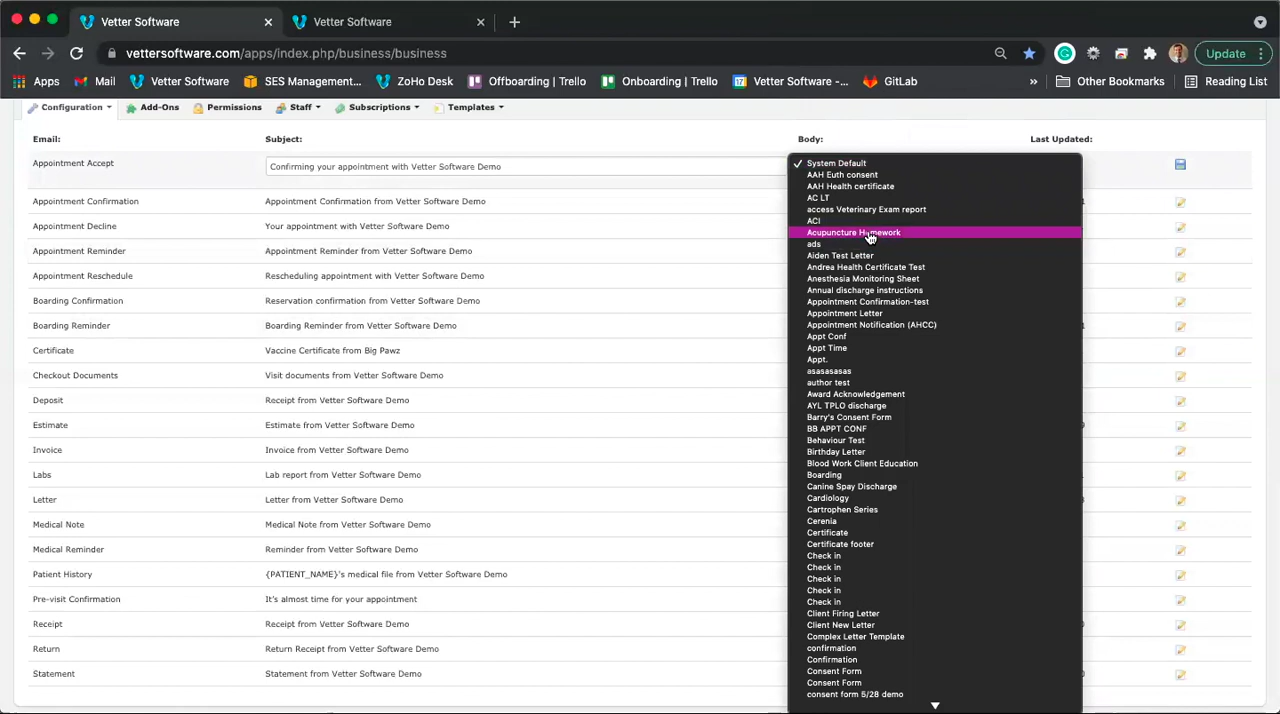 Vetter Software
Vetter Software
vettersoftware.com/apps/index.php/business/business
Update
Apps
Mail
Vetter Software
SES Management...
ZoHo Desk
Offboarding | Trello
Onboarding | Trello
Vetter Software -...
GitLab
»
Other Bookmarks
Reading List
Configuration
Add-Ons
Permissions
Staff
Subscriptions
Templates
Email:
Subject:
Body:
Last Updated:
Appointment Accept
Confirming your appointment with Vetter Software Demo
Appointment Confirmation
Appointment Confirmation from Vetter Software Demo
Appointment Decline
Your appointment with Vetter Software Demo
Appointment Reminder
Appointment Reminder from Vetter Software Demo
Appointment Reschedule
Rescheduling appointment with Vetter Software Demo
Boarding Confirmation
Reservation confirmation from Vetter Software Demo
Boarding Reminder
Boarding Reminder from Vetter Software Demo
Certificate
Vaccine Certificate from Big Pawz
Checkout Documents
Visit documents from Vetter Software Demo
Deposit
Receipt from Vetter Software Demo
Estimate
Estimate from Vetter Software Demo
Invoice
Invoice from Vetter Software Demo
Labs
Lab report from Vetter Software Demo
Letter
Letter from Vetter Software Demo
Medical Note
Medical Note from Vetter Software Demo
Medical Reminder
Reminder from Vetter Software Demo
Patient History
{PATIENT_NAME}'s medical file from Vetter Software Demo
Pre-visit Confirmation
It's almost time for your appointment
Receipt
Receipt from Vetter Software Demo
Return
Return Receipt from Vetter Software Demo
Statement
Statement from Vetter Software Demo
System Default
AAH Euth consent
AAH Health certificate
AC LT
access Veterinary Exam report
ACI
Acupuncture Homework
ads
Aiden Test Letter
Andrea Health Certificate Test
Anesthesia Monitoring Sheet
Annual discharge instructions
Appointment Confirmation-test
Appointment Letter
Appointment Notification (AHCC)
Appt Conf
Appt Time
Appt.
asasasasas
author test
Award Acknowledgement
AYL TPLO discharge
Barry's Consent Form
BB APPT CONF
Behaviour Test
Birthday Letter
Blood Work Client Education
Boarding
Canine Spay Discharge
Cardiology
Cartrophen Series
Cerenia
Certificate
Certificate footer
Check in
Check in
Check in
Check in
Check in
Client Firing Letter
Client New Letter
Complex Letter Template
confirmation
Confirmation
Consent Form
Consent Form
consent form 5/28 demo